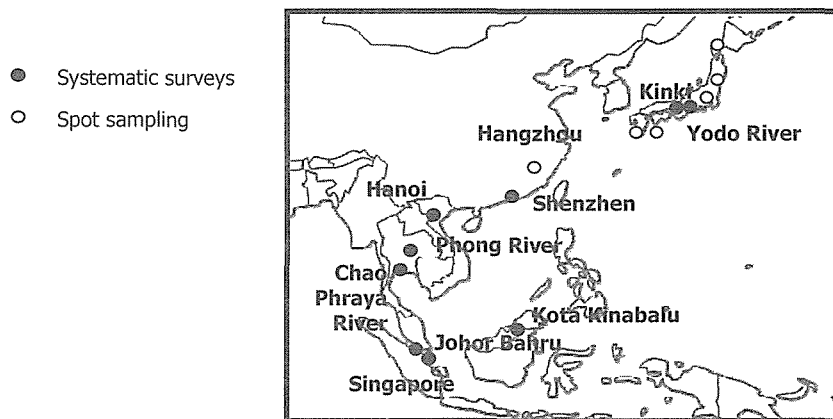 Systematic surveys
Spot sampling
Kinki
Hangzhou
Yodo River
Hanoi
Shenzhen
Phong River
Chao
Phraya
River
Kota Kinabalu
Johor Bahru
Singapore